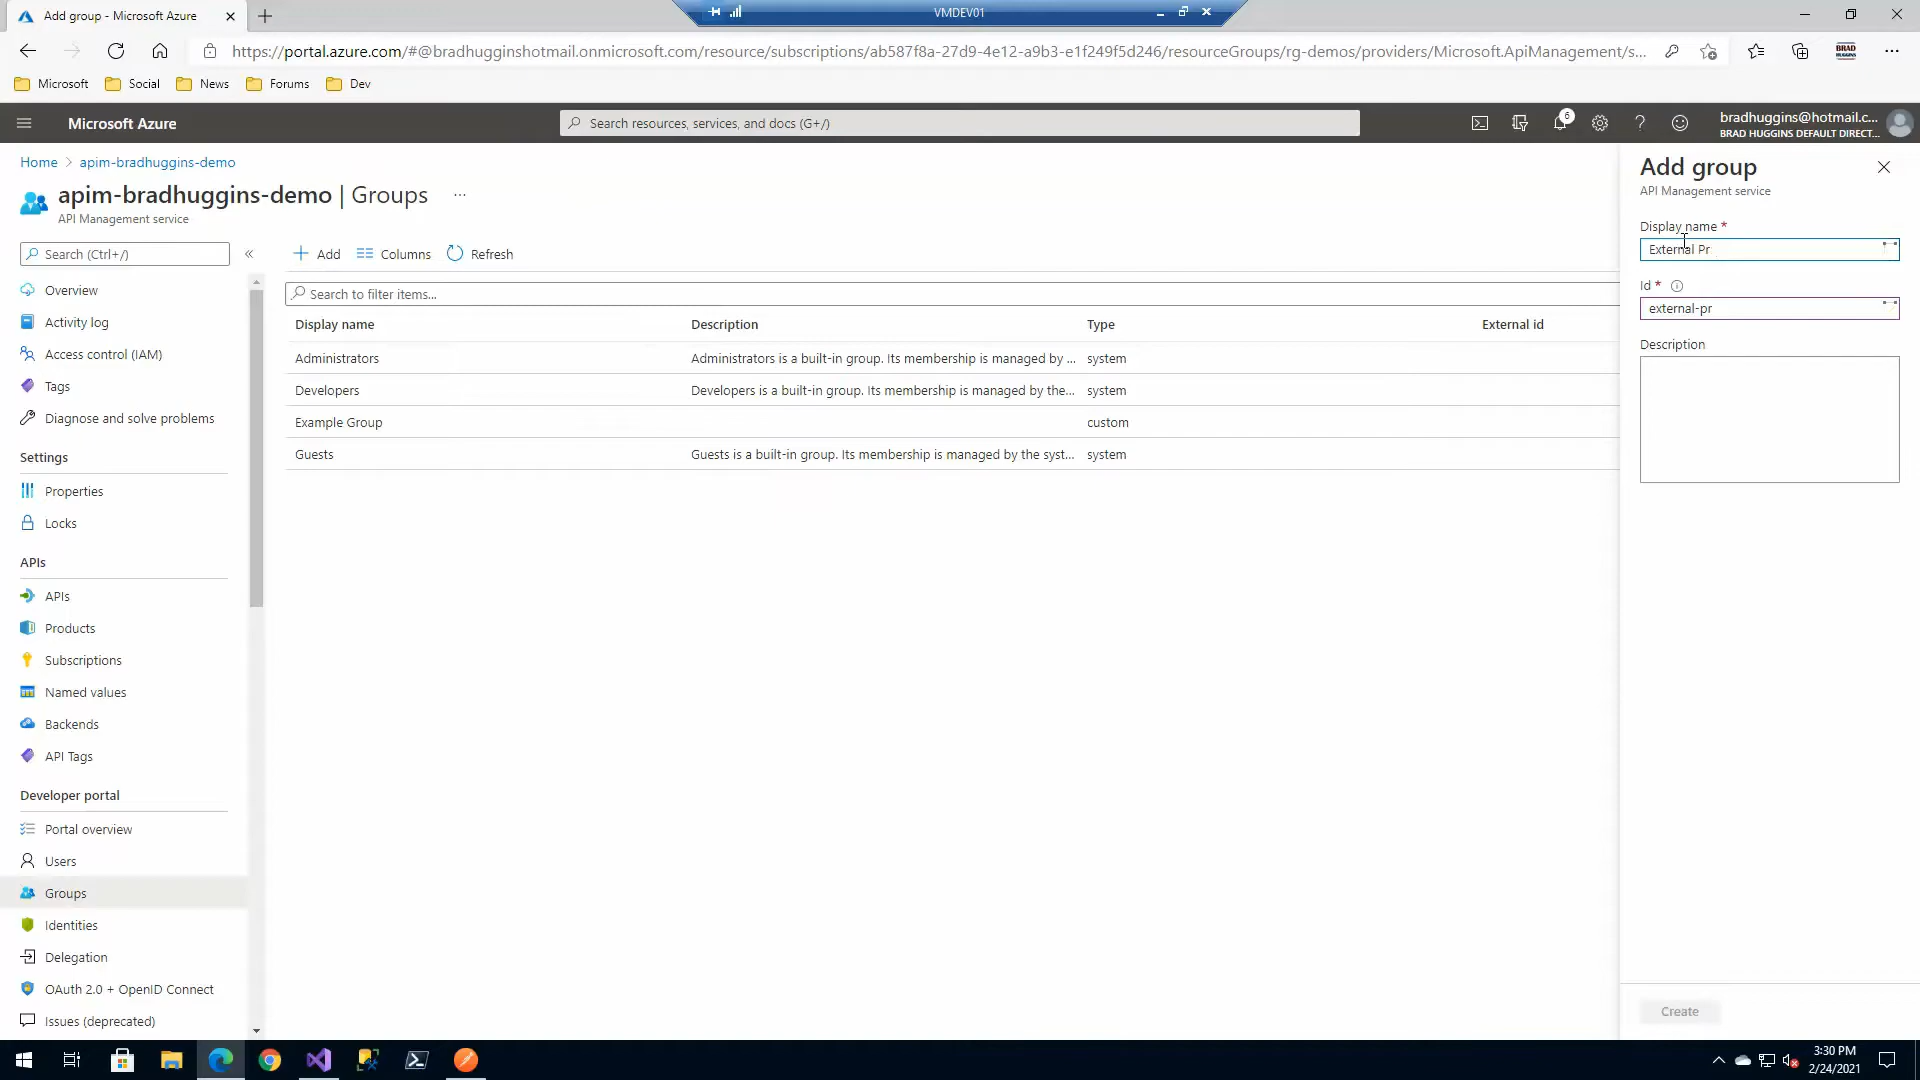 Add group - Microsoft Azure
VMDEV01
https://portal.azure.com/#@bradhugginshotmail.onmicrosoft.com/resource/subscriptions/ab587f8a-27d9-4e12-a9b3-e1f249f5d246/resourceGroups/rg-demos/providers/Microsoft.ApiManagement/s...
BRAD
HUGGINS
Microsoft
Social
News
Forums
Dev
Microsoft Azure
Search resources, services, and docs (G+/)
6
bradhuggins@hotmail.c...
BRAD HUGGINS DEFAULT DIRECT...
Home > apim-bradhuggins-demo
apim-bradhuggins-demo | Groups ...
API Management service
Search (Ctrl+/)
«
Overview
Activity log
Access control (IAM)
Tags
Diagnose and solve problems
Settings
Properties
Locks
APIs
APIs
Products
Subscriptions
Named values
Backends
API Tags
Developer portal
Portal overview
Users
Groups
Identities
Delegation
OAuth 2.0 + OpenID Connect
Issues (deprecated)
Add
Columns
Refresh
Search to filter items...
Display name Description Type External id
Administrators Administrators is a built-in group. Its membership is managed by ... system
Developers Developers is a built-in group. Its membership is managed by the... system
Example Group custom
Guests Guests is a built-in group. Its membership is managed by the syst... system
Add group
API Management service
Display name *
External Pr
Id *
external-pr
Description
Create
3:30 PM
2/24/2021